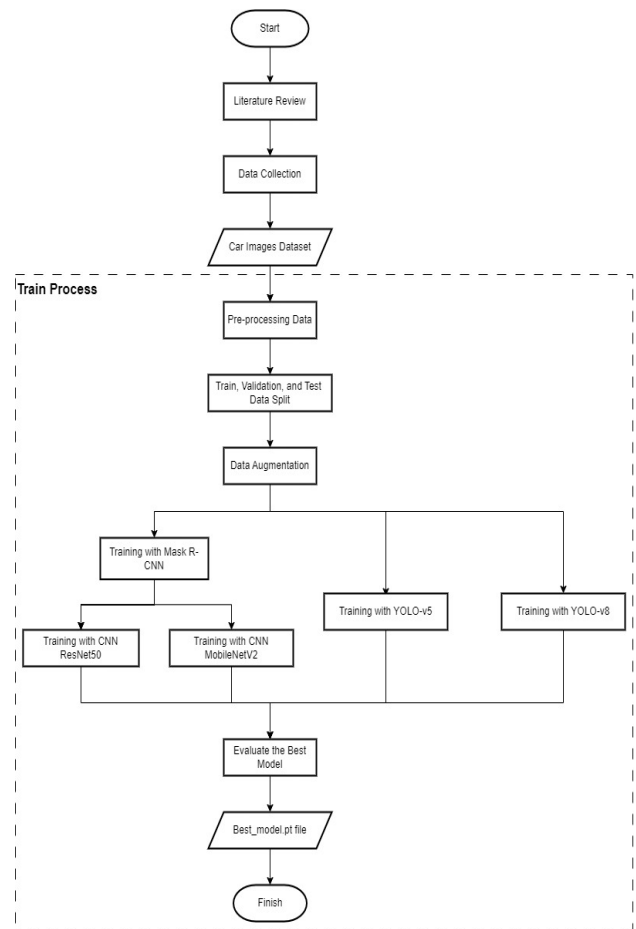 Start
Literature Review
Data Collection
Car Images Dataset
Train Process
Pre-processing Data
Train, Validation, and Test
Data Split
Data Augmentation
Training with Mask R-
CNN
Training with CNN
ResNet50
Training with CNN
MobileNetV2
Training with YOLO-v5
Training with YOLO-v8
Evaluate the Best
Model
Best_model.pt file
Finish